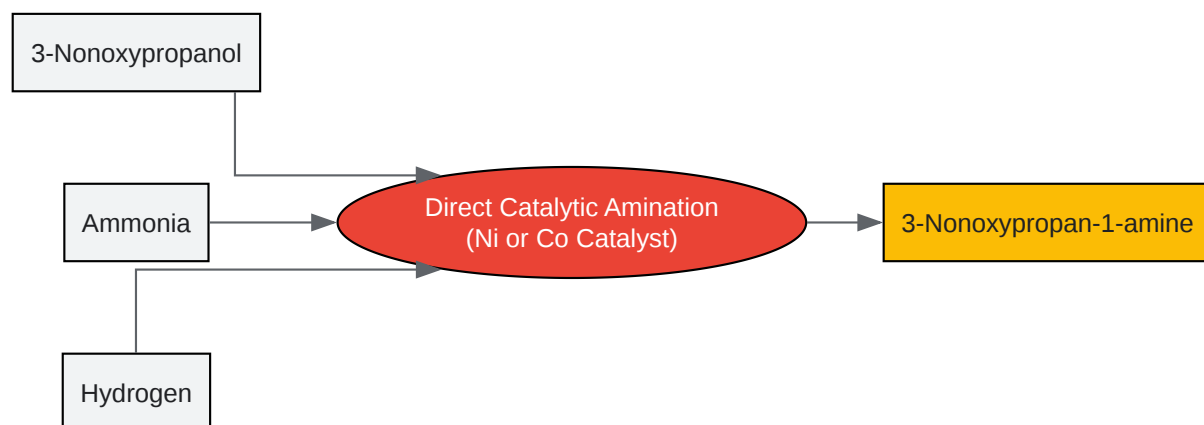 3-Nonoxypropanol
Ammonia
Hydrogen
Direct Catalytic Amination
(Ni or Co Catalyst)
3-Nonoxypropan-1-amine